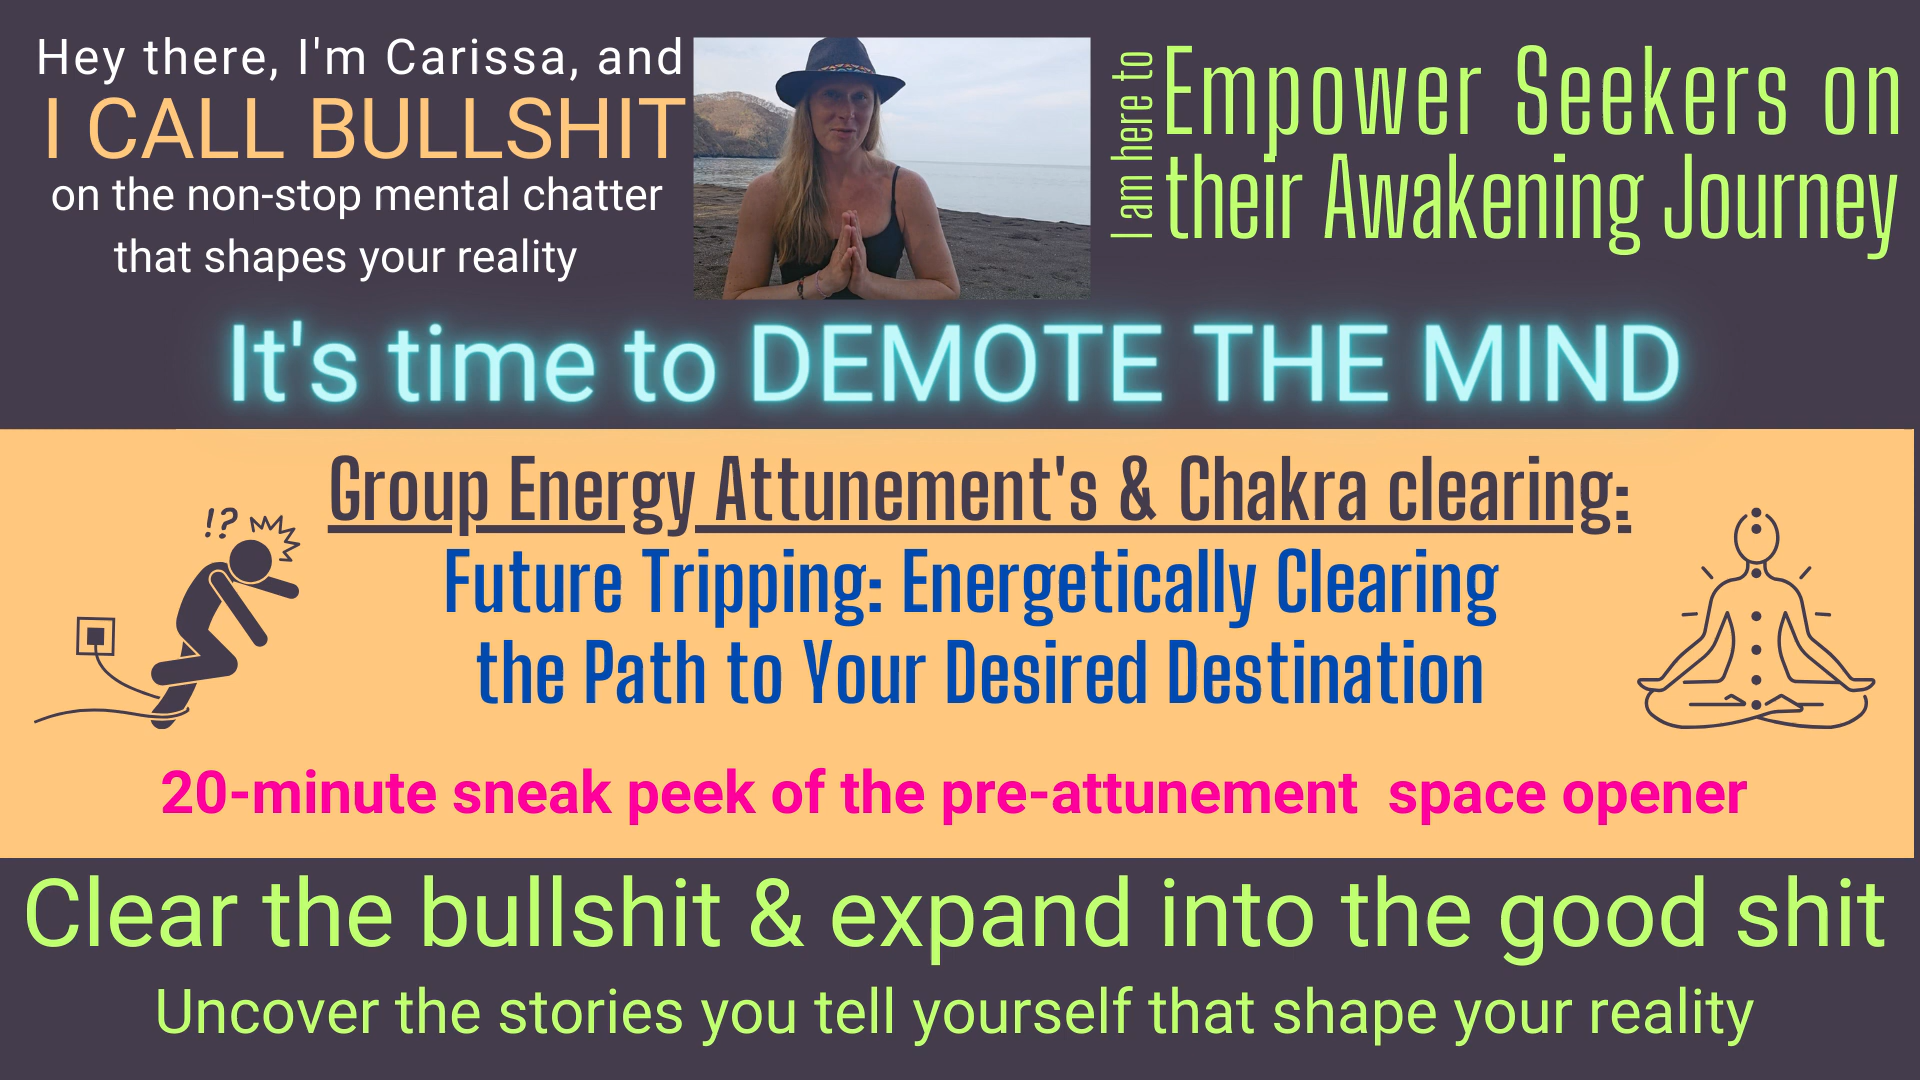 Hey there, I'm Carissa, and
I CALL BULLSHIT
on the non-stop mental chatter
that shapes your reality
I am here to
Empower Seekers on
their Awakening Journey
It's time to DEMOTE THE MIND
Group Energy Attunement's & Chakra clearing:
!?
Future Tripping: Energetically Clearing
the Path to Your Desired Destination
20-minute sneak peek of the pre-attunement  space opener
Clear the bullshit & expand into the good shit
Uncover the stories you tell yourself that shape your reality